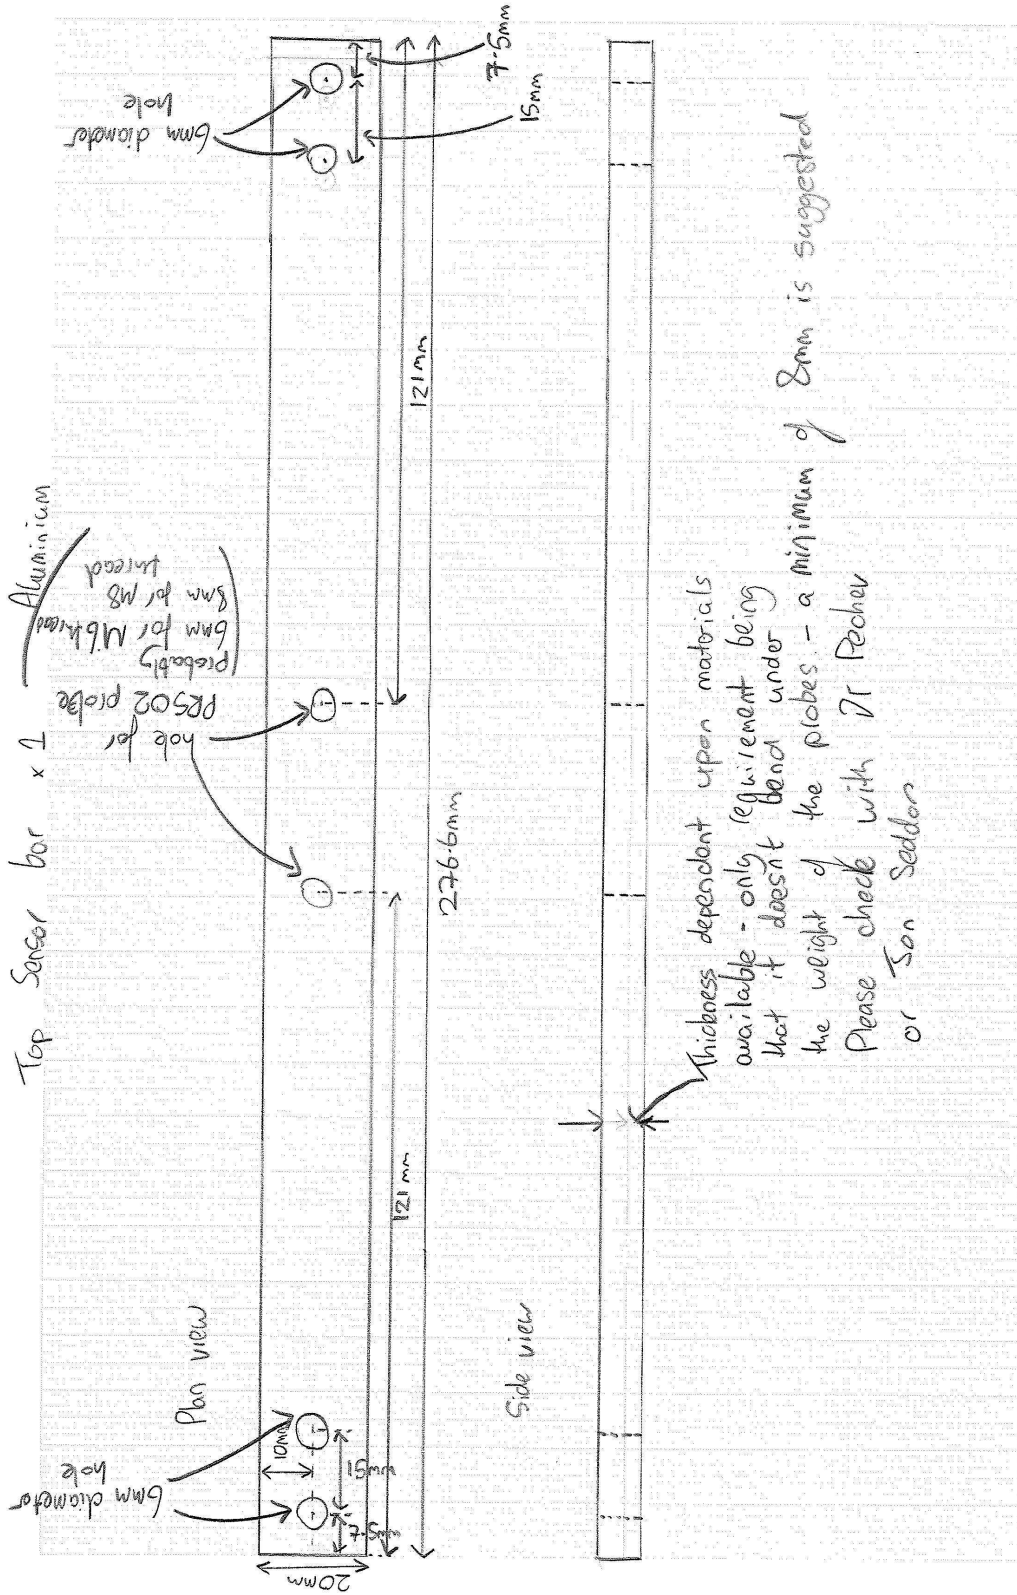 Top Sensor bar x 1 Aluminium
Plan view
6mm diameter
hole
hole for
PRS02 probe
(probably
6mm for M6 thread
8mm for M8
thread)
6mm diameter
hole
20mm
10mm
7.5mm
15mm
121mm
276.6mm
121mm
15mm
7.5mm
Side view
Thickness dependant upon materials
available - only requirement being
that it doesn't bend under
the weight of the probes. - a minimum of 8mm is suggested
Please check with Dr Pecher
or Jon Seddon